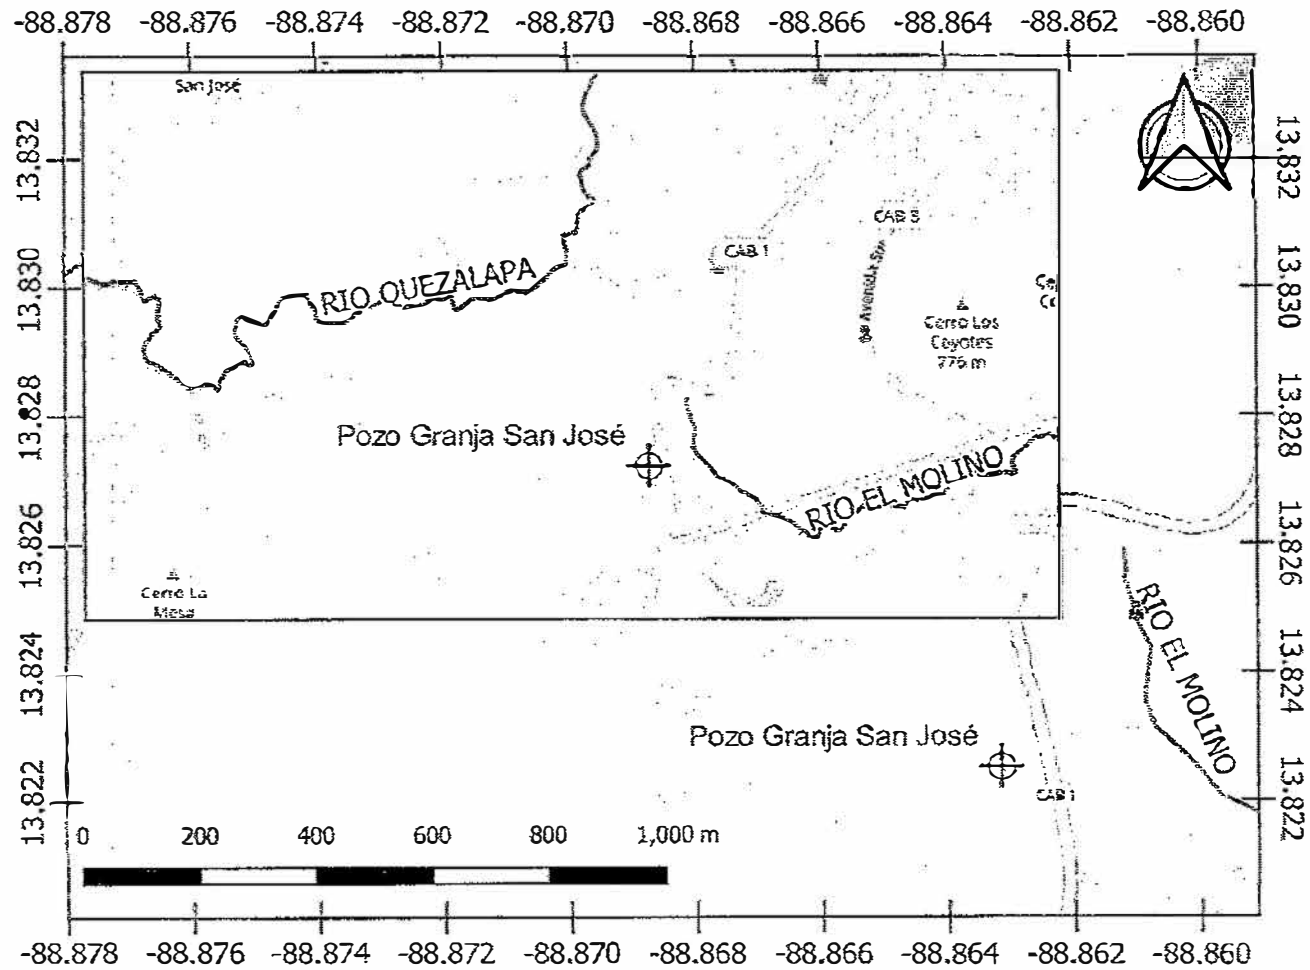 -88.878 -88.876 -88.874 -88.872 -88.870 -88.868 -88.866 -88.864 -88.862 -88.860
San José
13.832
13.832
CAB 3
CAB 1
13.830
RIO QUEZALAPA
13.830
Cerro Los
Coyotes
776 m
13.828
13.828
Pozo Granja San José
RIO EL MOLINO
13.826
13.826
Cerro La
Mesa
RIO EL MOLINO
13.824
13.824
Pozo Granja San José
13.822
13.822
CAB 1
0 200 400 600 800 1,000 m
-88.878 -88.876 -88.874 -88.872 -88.870 -88.868 -88.866 -88.864 -88.862 -88.860